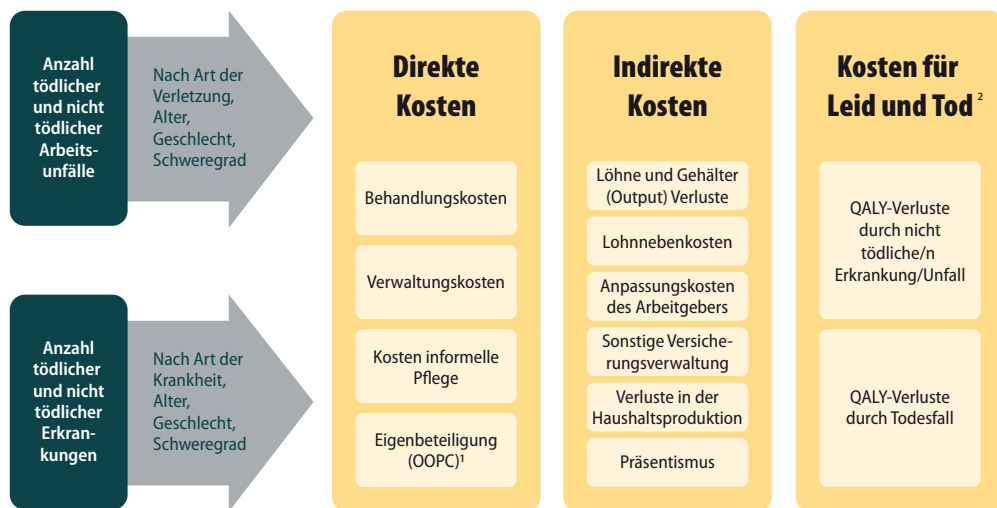 Anzahl
tödlicher
und nicht
tödlicher
Arbeits-
unfälle
Nach Art der
Verletzung,
Alter,
Geschlecht,
Schweregrad
Anzahl
tödlicher
und nicht
tödlicher
Erkran-
kungen
Nach Art der
Krankheit,
Alter,
Geschlecht,
Schweregrad
Direkte
Kosten
Behandlungskosten
Verwaltungskosten
Kosten informelle
Pflege
Eigenbeteiligung
(OOPC)¹
Indirekte
Kosten
Löhne und Gehälter
(Output) Verluste
Lohnnebenkosten
Anpassungskosten
des Arbeitgebers
Sonstige Versiche-
rungsverwaltung
Verluste in der
Haushaltsproduktion
Präsentismus
Kosten für
Leid und Tod ²
QALY-Verluste
durch nicht
tödliche/n
Erkrankung/Unfall
QALY-Verluste
durch Todesfall